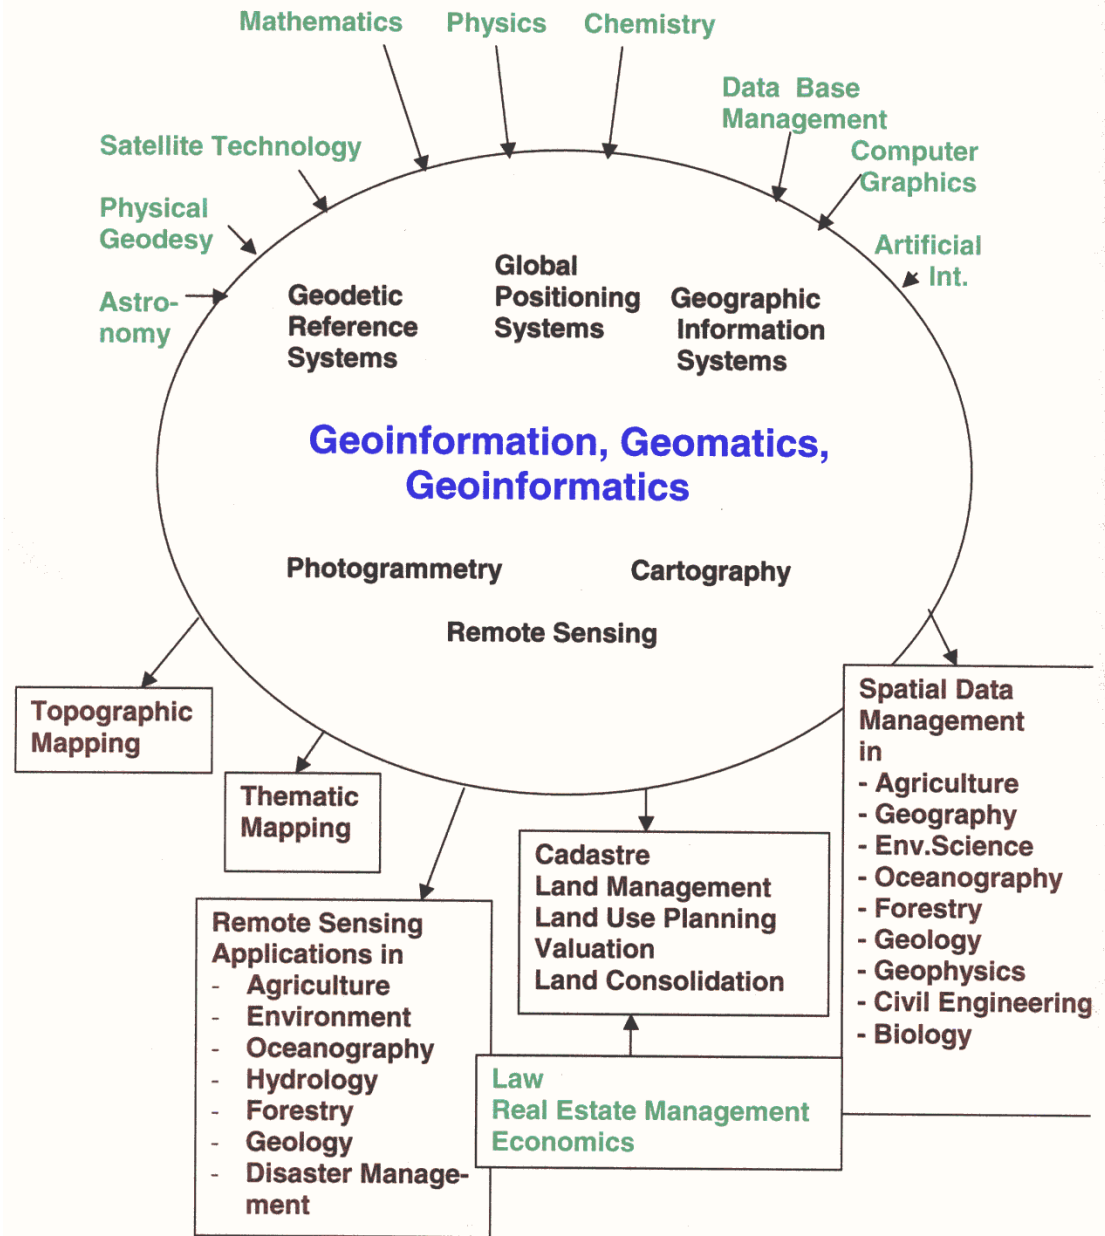 Mathematics
Physics
Chemistry
Data Base
Management
Computer
Graphics
Artificial
Int.
Satellite Technology
Physical
Geodesy
Astro-
nomy
Geodetic
Reference
Systems
Global
Positioning
Systems
Geographic
Information
Systems
Geoinformation, Geomatics,
Geoinformatics
Photogrammetry
Cartography
Remote Sensing
Topographic
Mapping
Thematic
Mapping
Remote Sensing
Applications in
- Agriculture
- Environment
- Oceanography
- Hydrology
- Forestry
- Geology
- Disaster Manage-
ment
Cadastre
Land Management
Land Use Planning
Valuation
Land Consolidation
Law
Real Estate Management
Economics
Spatial Data
Management
in
- Agriculture
- Geography
- Env.Science
- Oceanography
- Forestry
- Geology
- Geophysics
- Civil Engineering
- Biology